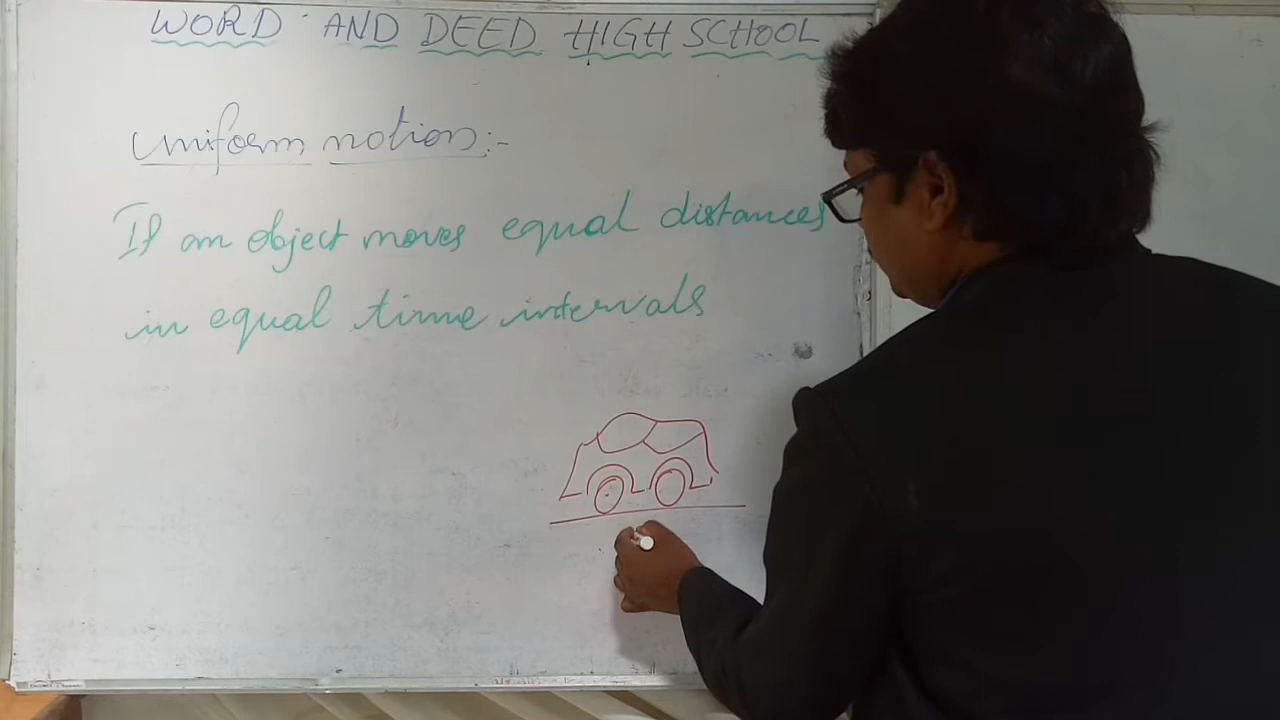 WORD AND DEED HIGH SCHOOL
Uniform motion:-
If an object moves equal distances
in equal time intervals